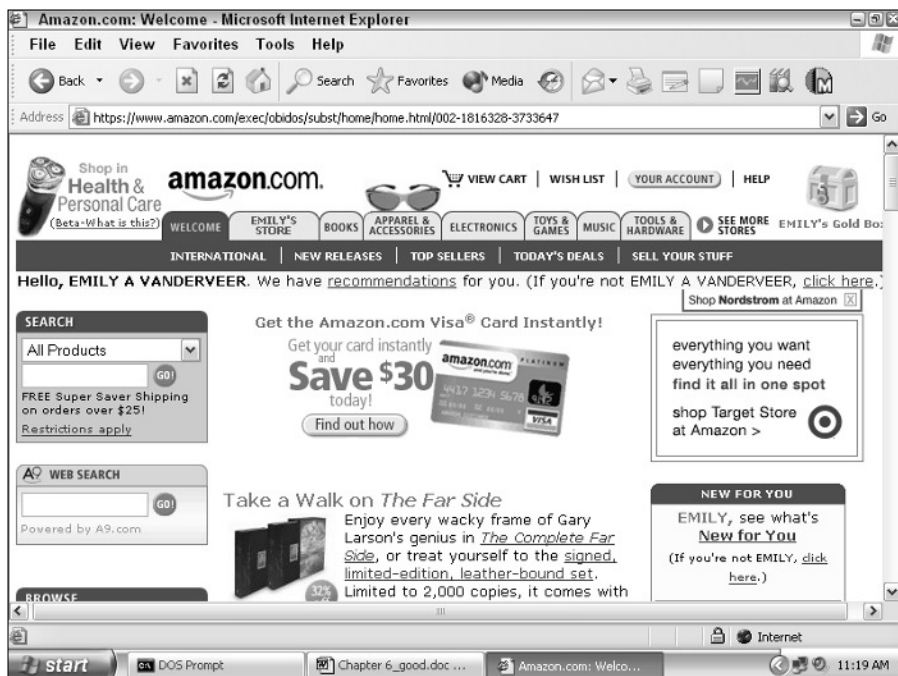 Amazon.com: Welcome - Microsoft Internet Explorer
File Edit View Favorites Tools Help
Back Search Favorites Media
Address https://www.amazon.com/exec/obidos/subst/home/home.html/002-1816328-3733647 Go
Shop in
Health &
Personal Care
(Beta-What is this?)
amazon.com.
VIEW CART | WISH LIST | YOUR ACCOUNT | HELP
WELCOME
EMILY'S STORE
BOOKS
APPAREL & ACCESSORIES
ELECTRONICS
TOYS & GAMES
MUSIC
TOOLS & HARDWARE
SEE MORE STORES
EMILY's Gold Bo
INTERNATIONAL | NEW RELEASES | TOP SELLERS | TODAY'S DEALS | SELL YOUR STUFF
Hello, EMILY A VANDERVEER. We have recommendations for you. (If you're not EMILY A VANDERVEER, click here.)
SEARCH
All Products
GO!
FREE Super Saver Shipping
on orders over $25!
Restrictions apply
A9 WEB SEARCH
GO!
Powered by A9.com
BROWSE
Get the Amazon.com Visa® Card Instantly!
Get your card instantly
and
Save $30
today!
Find out how
amazon.com PLATINUM
4417 1234 5678
VISA
Take a Walk on The Far Side
Enjoy every wacky frame of Gary
Larson's genius in The Complete Far
Side, or treat yourself to the signed,
limited-edition, leather-bound set.
Limited to 2,000 copies, it comes with
32%
Shop Nordstrom at Amazon X
everything you want
everything you need
find it all in one spot
shop Target Store
at Amazon >
NEW FOR YOU
EMILY, see what's
New for You
(If you're not EMILY, click
here.)
Internet
start DOS Prompt Chapter 6_good.doc ... Amazon.com: Welco... 11:19 AM